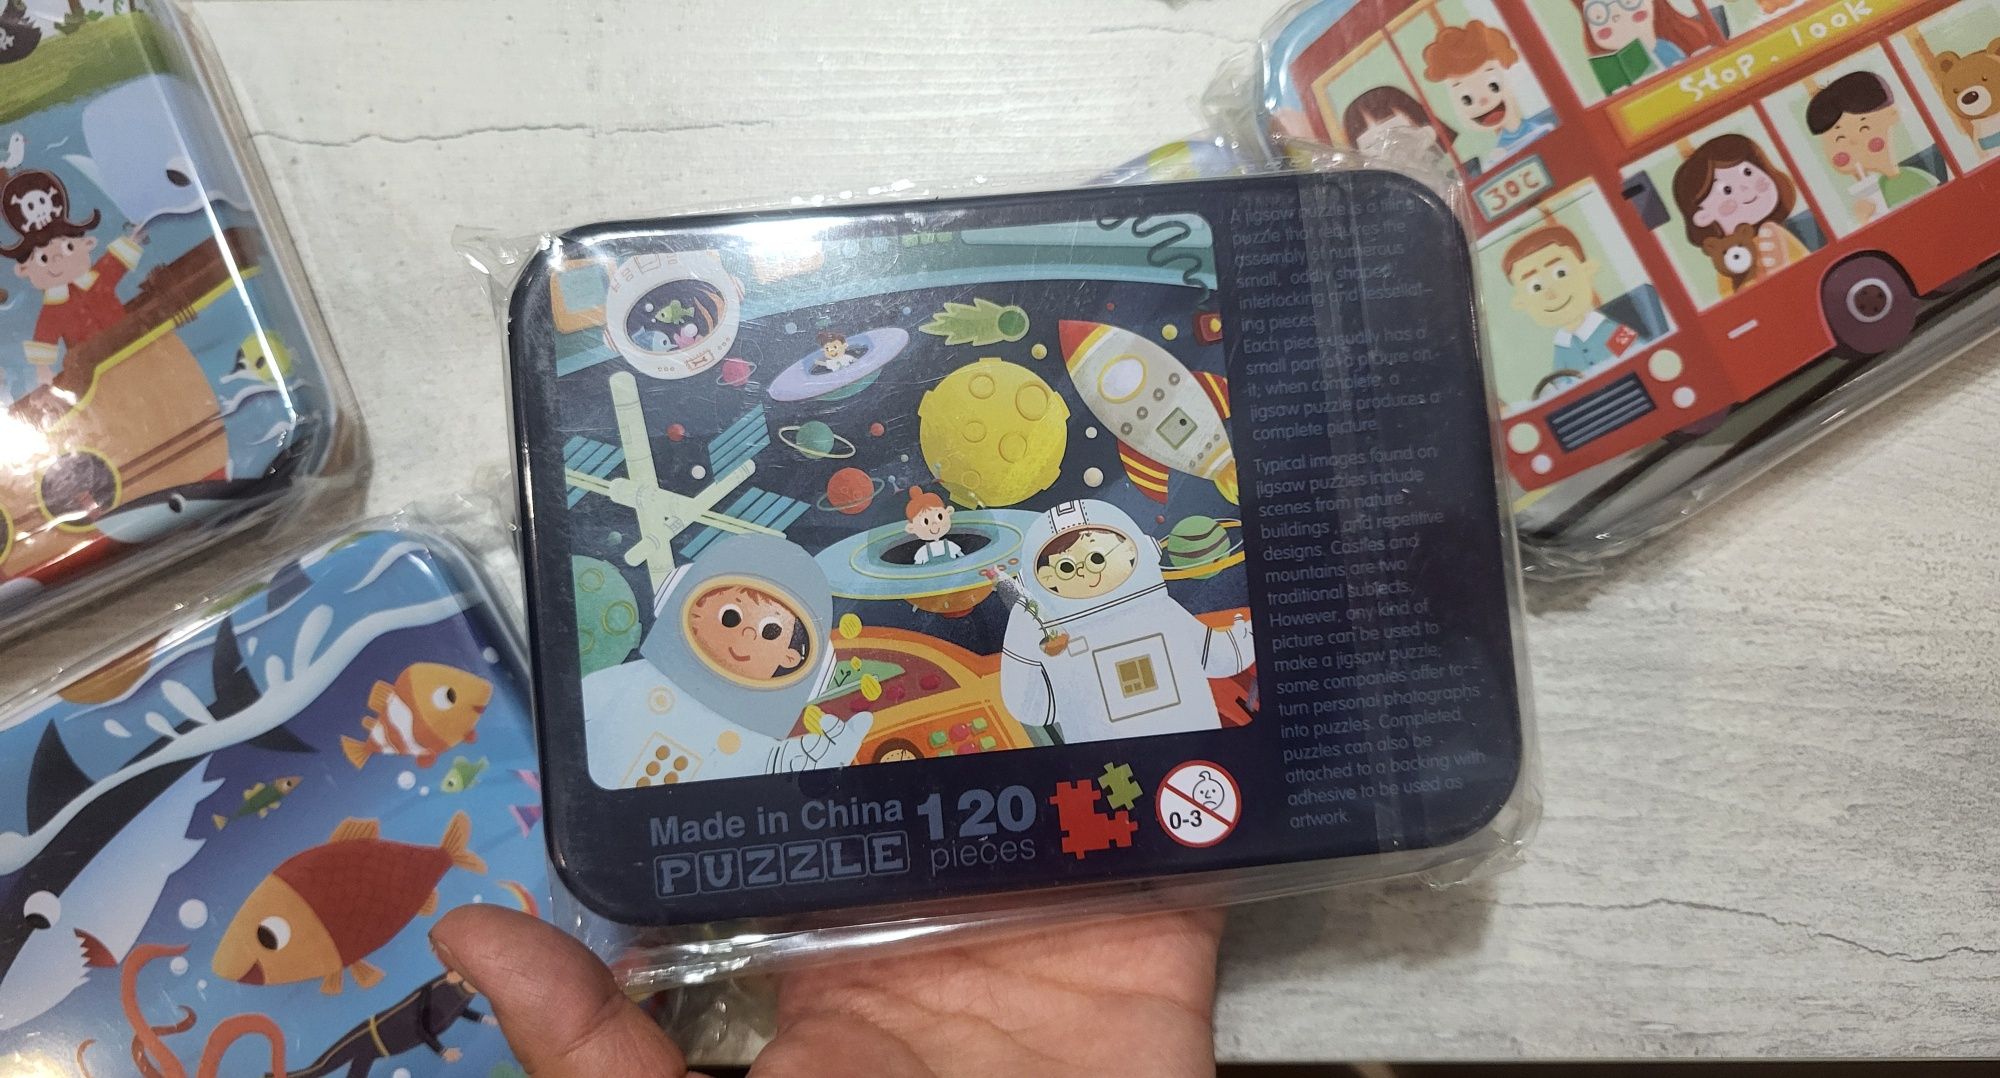 Stop. look
30C
A jigsaw puzzle is a tiling
puzzle that requires the
assembly of numerous
small, oddly shaped,
interlocking and tessellat-
ing pieces.
Each piece usually has a
small part of a picture on
it; when complete, a
jigsaw puzzle produces a
complete picture.
Typical images found on
jigsaw puzzles include
scenes from nature,
buildings, and repetitive
designs. Castles and
mountains are two
traditional subjects.
However, any kind of
picture can be used to
make a jigsaw puzzle;
some companies offer to
turn personal photographs
into puzzles. Completed
puzzles can also be
attached to a backing with
adhesive to be used as
artwork.
Made in China
PUZZLE
120
pieces
0-3